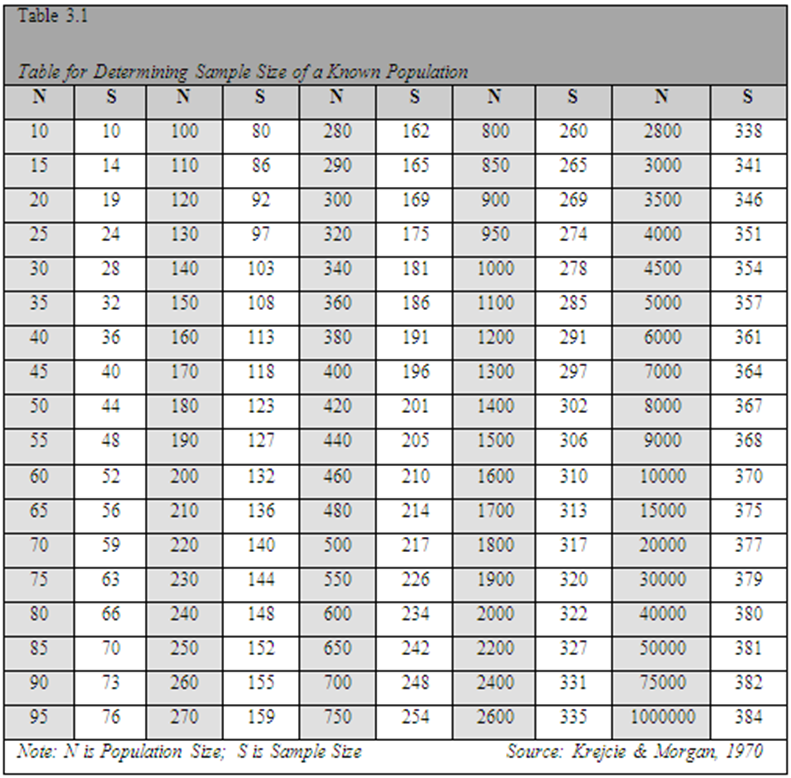 Table 3.1
Table for Determining Sample Size of a Known Population
N S N S N S N S N S
10 10 100 80 280 162 800 260 2800 338
15 14 110 86 290 165 850 265 3000 341
20 19 120 92 300 169 900 269 3500 346
25 24 130 97 320 175 950 274 4000 351
30 28 140 103 340 181 1000 278 4500 354
35 32 150 108 360 186 1100 285 5000 357
40 36 160 113 380 191 1200 291 6000 361
45 40 170 118 400 196 1300 297 7000 364
50 44 180 123 420 201 1400 302 8000 367
55 48 190 127 440 205 1500 306 9000 368
60 52 200 132 460 210 1600 310 10000 370
65 56 210 136 480 214 1700 313 15000 375
70 59 220 140 500 217 1800 317 20000 377
75 63 230 144 550 226 1900 320 30000 379
80 66 240 148 600 234 2000 322 40000 380
85 70 250 152 650 242 2200 327 50000 381
90 73 260 155 700 248 2400 331 75000 382
95 76 270 159 750 254 2600 335 1000000 384
Note: N is Population Size; S is Sample Size Source: Krejcie & Morgan, 1970